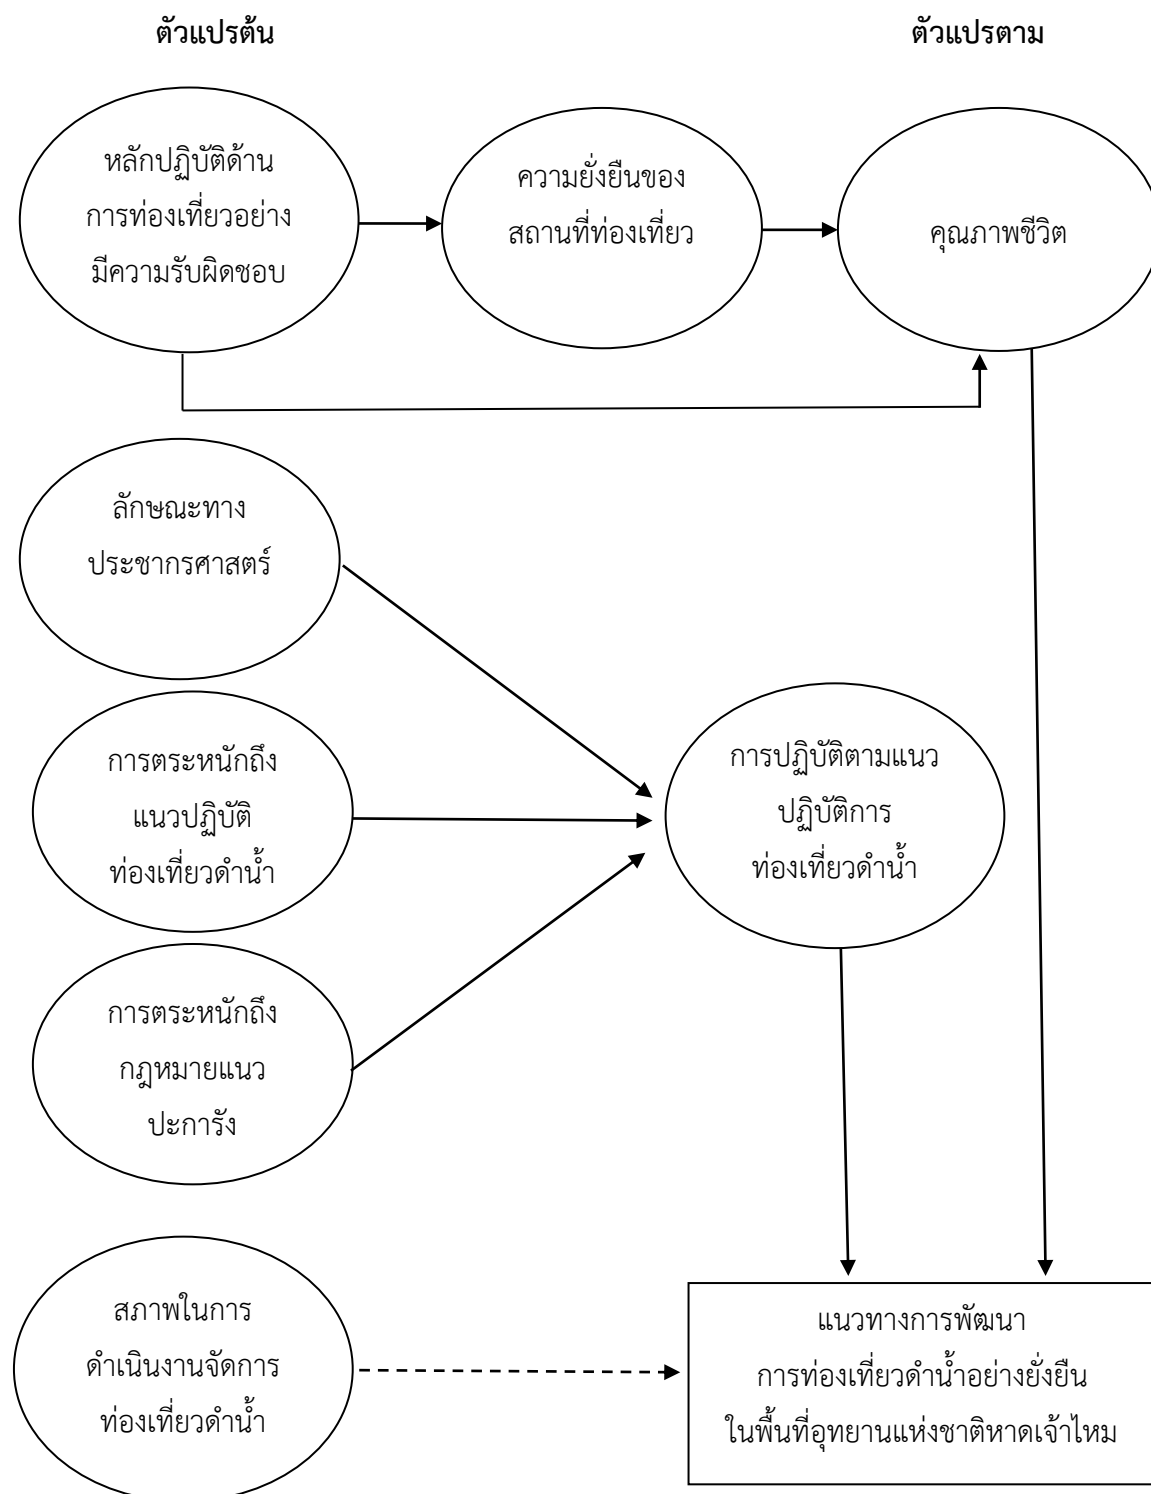 ตัวแปรต้น
ตัวแปรตาม
หลักปฏิบัติด้าน
การท่องเที่ยวอย่าง
มีความรับผิดชอบ
ความยั่งยืนของ
สถานที่ท่องเที่ยว
คุณภาพชีวิต
ลักษณะทาง
ประชากรศาสตร์
การตระหนักถึง
แนวปฏิบัติ
ท่องเที่ยวดำน้ำ
การปฏิบัติตามแนว
ปฏิบัติการ
ท่องเที่ยวดำน้ำ
การตระหนักถึง
กฎหมายแนว
ปะการัง
สภาพในการ
ดำเนินงานจัดการ
ท่องเที่ยวดำน้ำ
แนวทางการพัฒนา
การท่องเที่ยวดำน้ำอย่างยั่งยืน
ในพื้นที่อุทยานแห่งชาติหาดเจ้าไหม